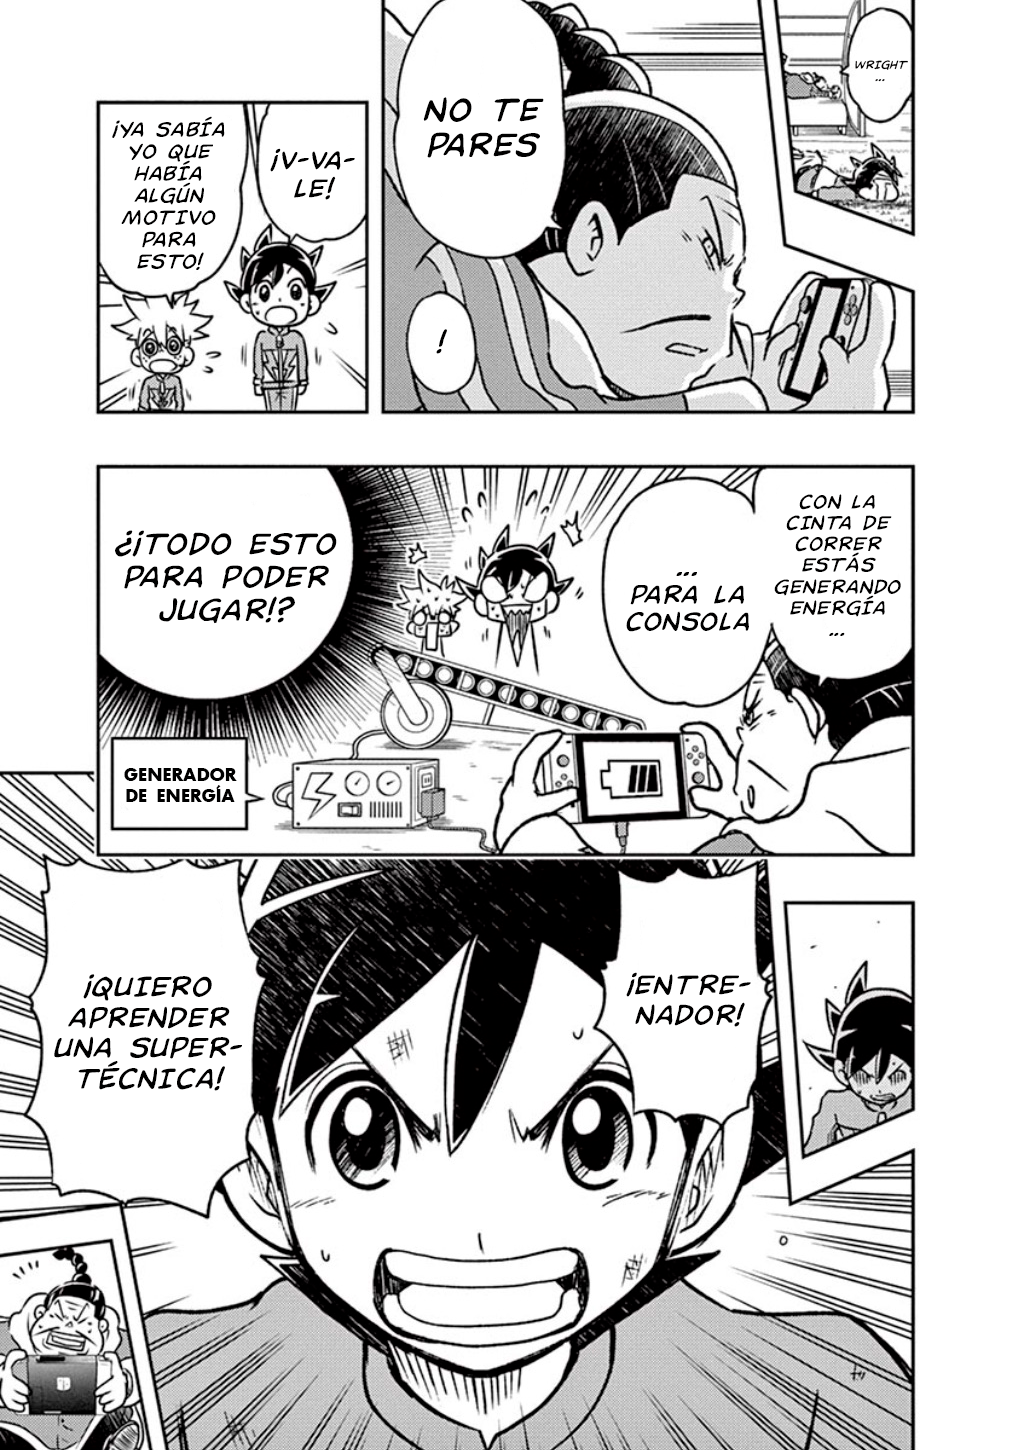 WRIGHT
...
NO TE
PARES
!
¡V-VA-
LE!
¡YA SABÍA
YO QUE
HABÍA
ALGÚN
MOTIVO
PARA
ESTO!
CON LA
CINTA DE
CORRER
ESTÁS
GENERANDO
ENERGÍA
...
...
PARA LA
CONSOLA
¿¡TODO ESTO
PARA PODER
JUGAR!?
GENERADOR
DE ENERGÍA
¡ENTRE-
NADOR!
¡QUIERO
APRENDER
UNA SUPER-
TÉCNICA!